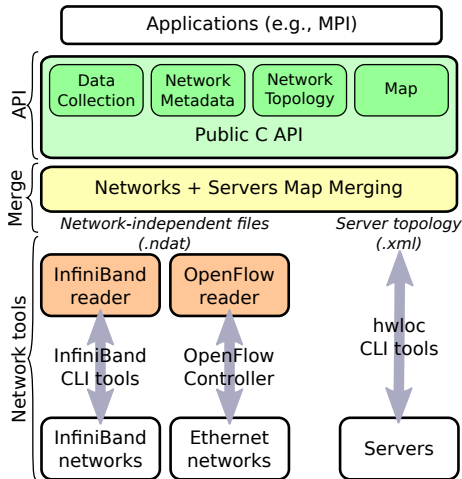 Applications (e.g., MPI)
API
Data
Collection
Network
Metadata
Network
Topology
Map
Public C API
Merge
Networks + Servers Map Merging
Network-independent files
(.ndat)
Server topology
(.xml)
Network tools
InfiniBand
reader
OpenFlow
reader
InfiniBand
CLI tools
OpenFlow
Controller
hwloc
CLI tools
InfiniBand
networks
Ethernet
networks
Servers